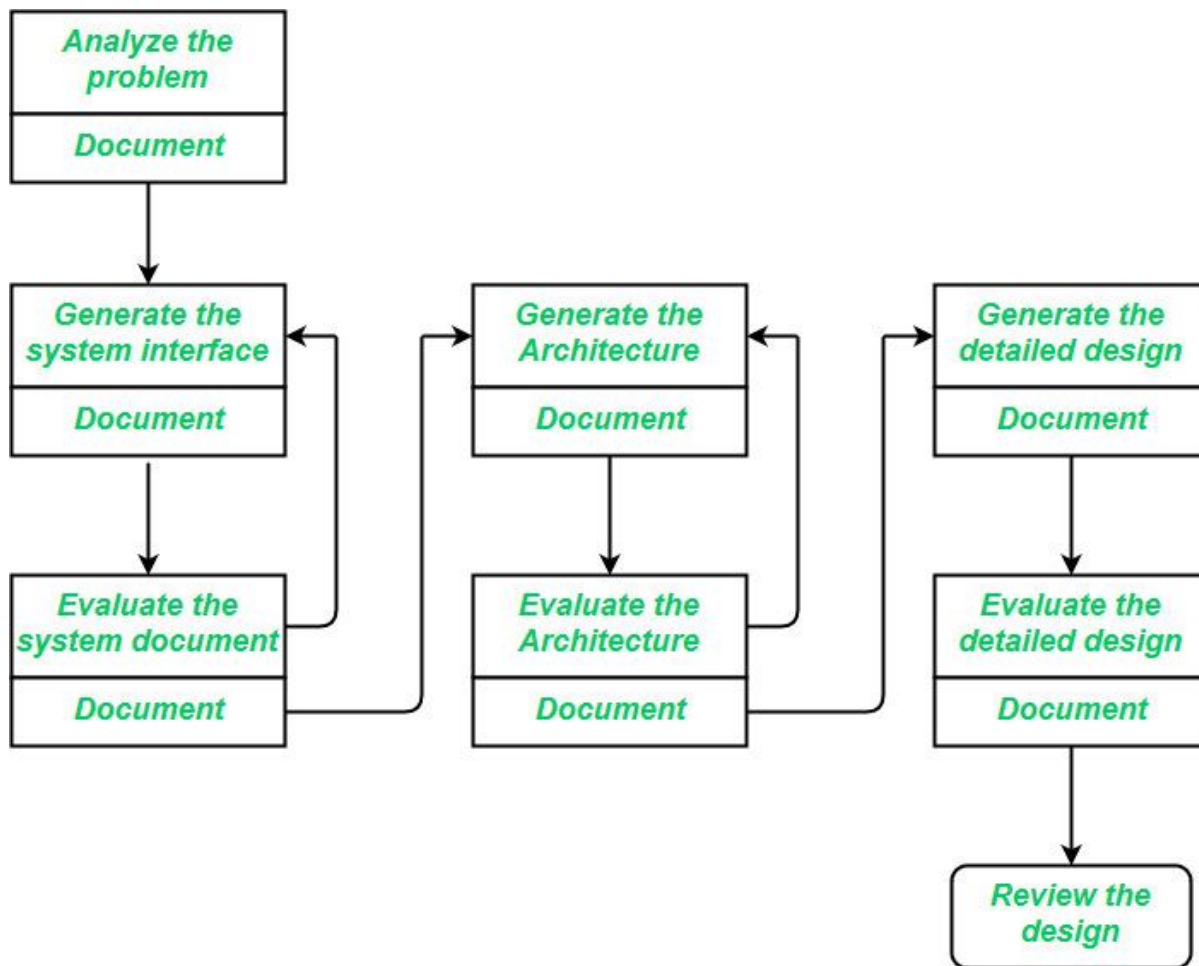 Analyze the
problem
Document
Generate the
system interface
Document
Evaluate the
system document
Document
Generate the
Architecture
Document
Evaluate the
Architecture
Document
Generate the
detailed design
Document
Evaluate the
detailed design
Document
Review the
design